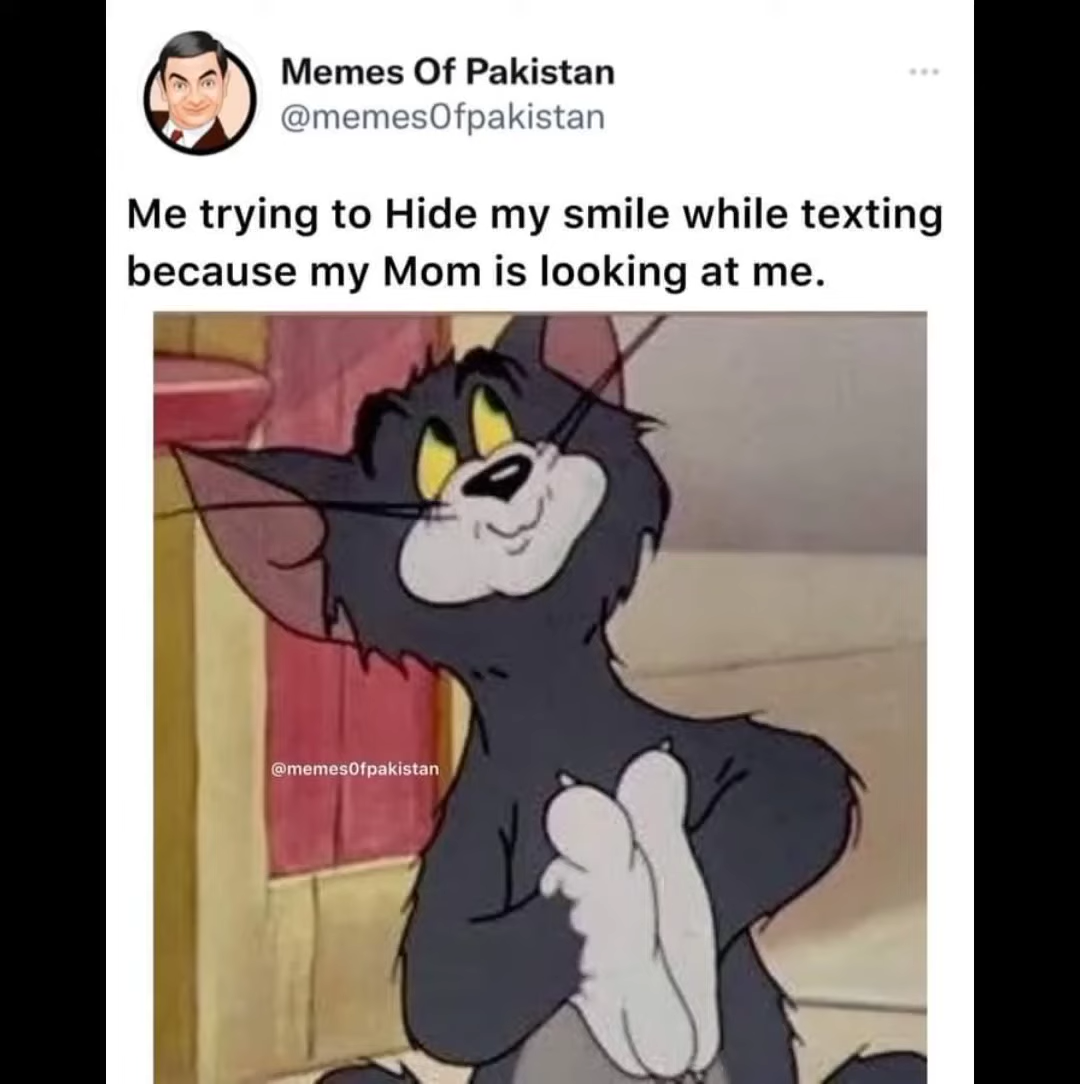 Memes Of Pakistan
@memesOfpakistan
Me trying to Hide my smile while texting
because my Mom is looking at me.
@memesOfpakistan